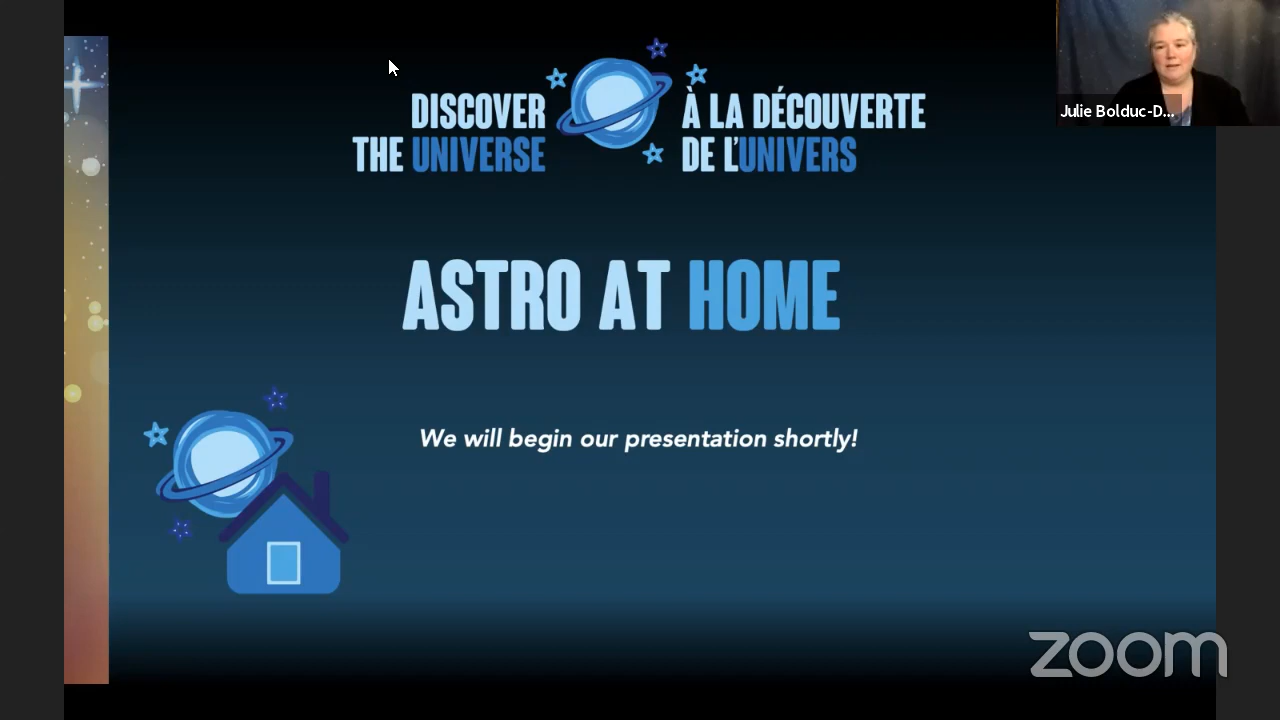 DISCOVER
THE UNIVERSE
À LA DÉCOUVERTE
DE L'UNIVERS
Julie Bolduc-D...
ASTRO AT HOME
We will begin our presentation shortly!
zoom